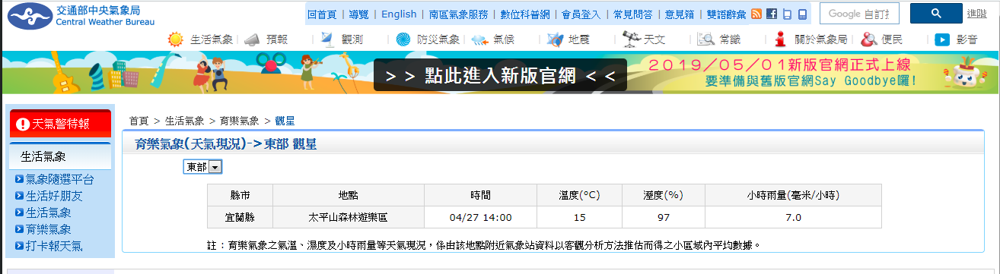 交通部中央氣象局
Central Weather Bureau
回首頁 | 導覽 | English | 南區氣象服務 | 數位科普網 | 會員登入 | 常見問答 | 意見箱 | 雙語辭彙
Google 自訂
進階
生活氣象 | 預報 | 觀測 | 防災氣象 | 氣候 | 地震 | 天文 | 常識 | 關於氣象局 | 便民 | 影音
> > 點此進入新版官網 < <
2019/05/01新版官網正式上線
要準備與舊版官網Say Goodbye囉!
天氣警特報
生活氣象
氣象隨選平台
生活好朋友
生活氣象
育樂氣象
打卡報天氣
首頁 > 生活氣象 > 育樂氣象 > 觀星
育樂氣象(天氣現況)->東部 觀星
東部
縣市 地點 時間 溫度(°C) 溼度(%) 小時雨量(毫米/小時)
宜蘭縣 太平山森林遊樂區 04/27 14:00 15 97 7.0
註：育樂氣象之氣溫、濕度及小時雨量等天氣現況，係由該地點附近氣象站資料以客觀分析方法推估而得之小區域內平均數據。